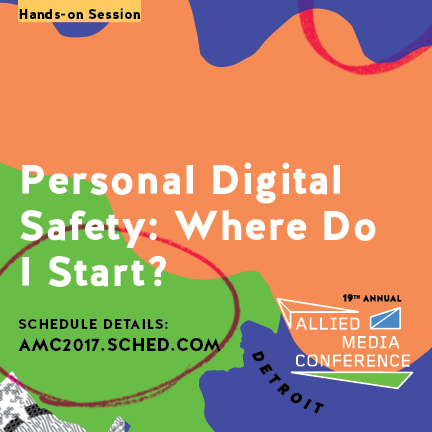 Hands-on Session
Personal Digital
Safety: Where Do
I Start?
SCHEDULE DETAILS:
AMC2017.SCHED.COM
19TH ANNUAL
ALLIED
MEDIA
CONFERENCE
DETROIT